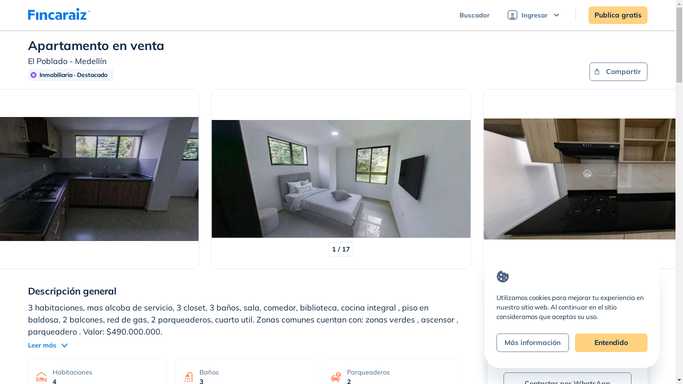 Fincaraíz
Buscador
Ingresar
Publica gratis
Apartamento en venta
El Poblado - Medellín
Inmobiliaria · Destacado
Compartir
1 / 17
Descripción general
3 habitaciones, mas alcoba de servicio, 3 closet, 3 baños, sala, comedor, biblioteca, cocina integral , piso en
baldosa, 2 balcones, red de gas, 2 parqueaderos, cuarto util. Zonas comunes cuentan con: zonas verdes , ascensor ,
parqueadero . Valor: $490.000.000.
Leer más
Habitaciones
4
Baños
3
Parqueaderos
2
Utilizamos cookies para mejorar tu experiencia en
nuestro sitio web. Al continuar en el sitio
consideramos que aceptas su uso.
Más información
Entendido
Contactar por WhatsApp